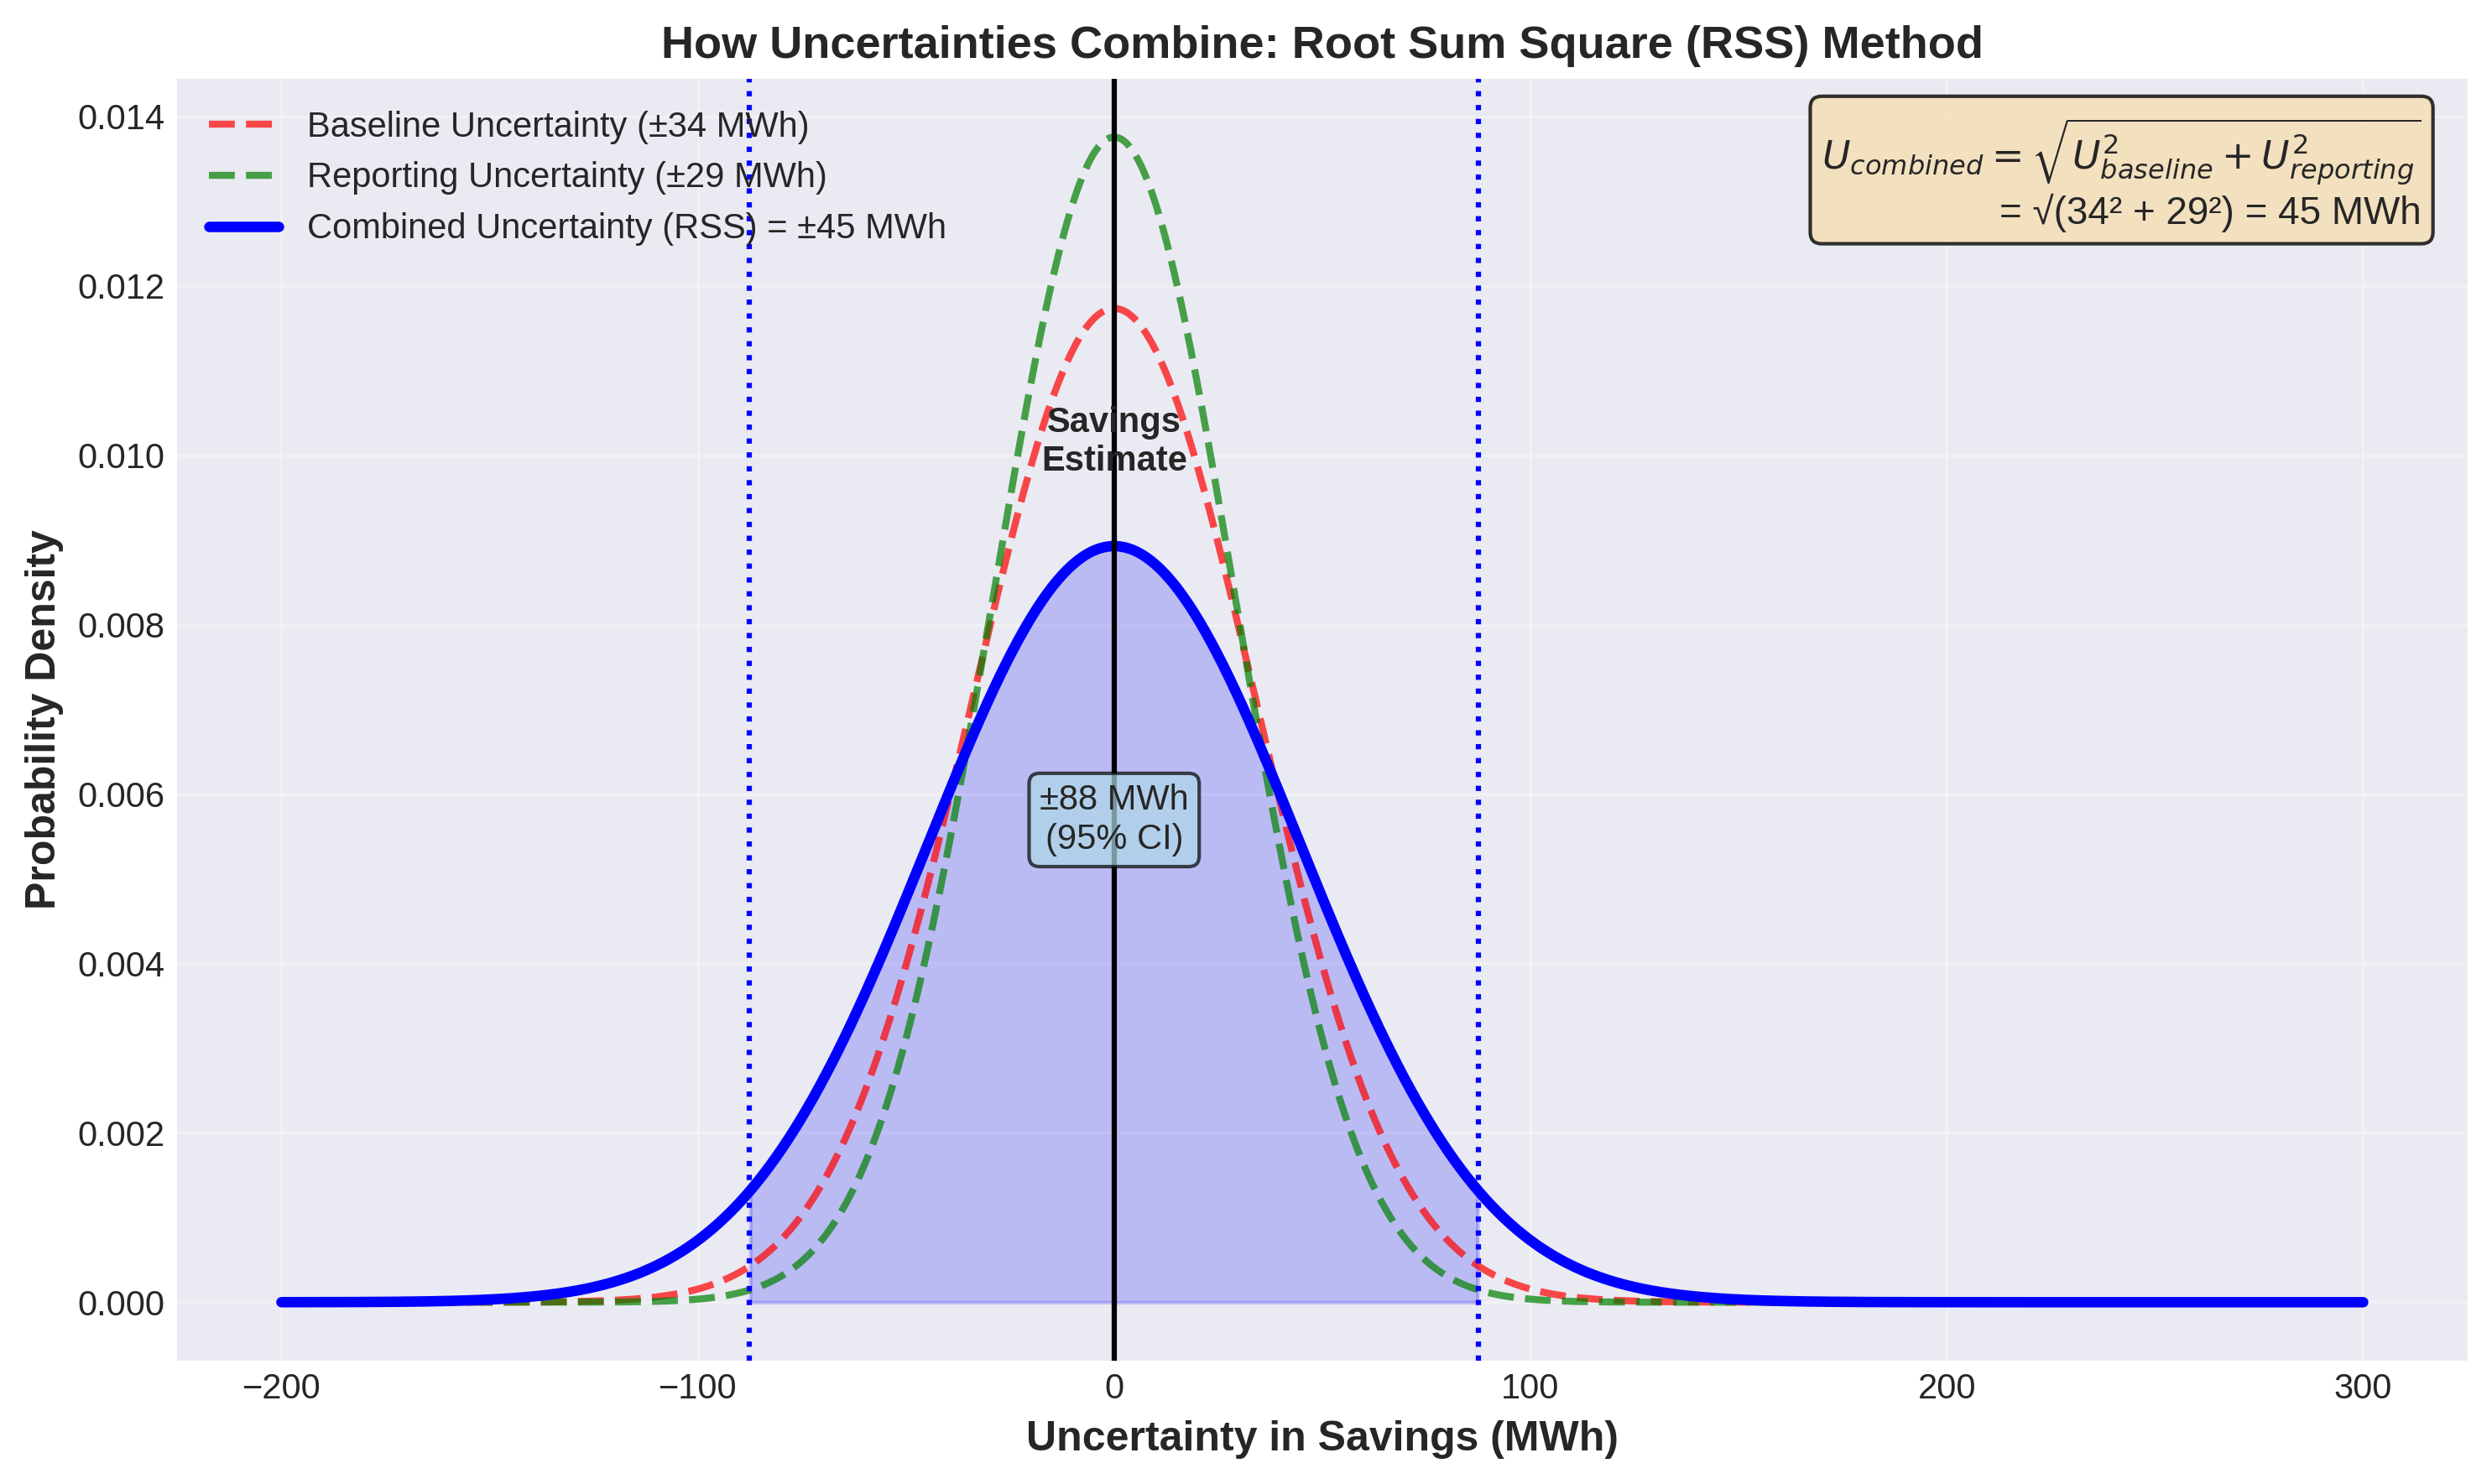 How Uncertainties Combine: Root Sum Square (RSS) Method
Baseline Uncertainty (±34 MWh)
Reporting Uncertainty (±29 MWh)
Combined Uncertainty (RSS) = ±45 MWh
U_combined = √U²_baseline + U²_reporting
= √(34² + 29²) = 45 MWh
Savings
Estimate
±88 MWh
(95% CI)
Probability Density
0.014
0.012
0.010
0.008
0.006
0.004
0.002
0.000
−200 −100 0 100 200 300
Uncertainty in Savings (MWh)